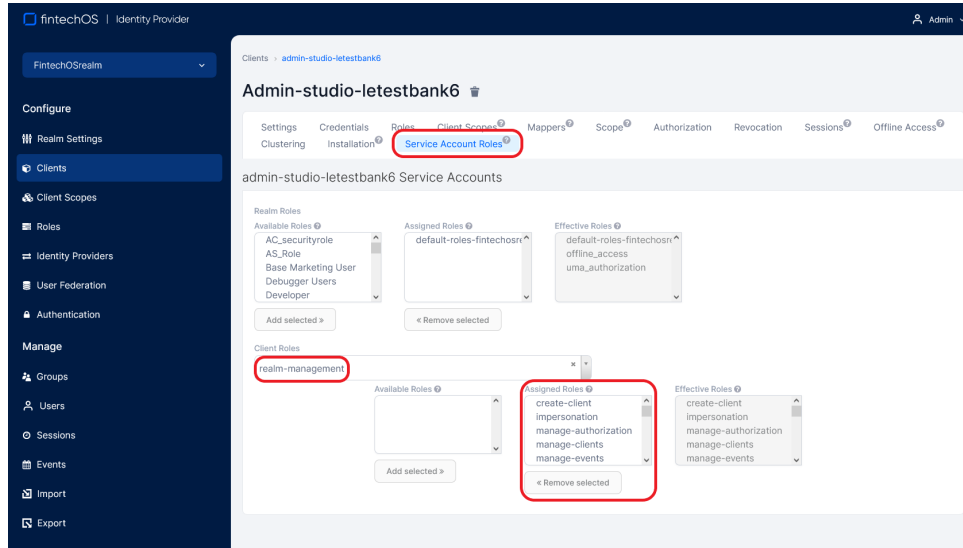 fintechOS | Identity Provider
Admin
FintechOSrealm
Clients > admin-studio-letestbank6
Admin-studio-letestbank6
Configure
Settings Credentials Roles Client Scopes Mappers Scope Authorization Revocation Sessions Offline Access
Clustering Installation Service Account Roles
Realm Settings
Clients
Client Scopes
Roles
Identity Providers
User Federation
Authentication
Manage
Groups
Users
Sessions
Events
Import
Export
admin-studio-letestbank6 Service Accounts
Realm Roles
Available Roles
AC_securityrole
AS_Role
Base Marketing User
Debugger Users
Developer
Add selected »
Assigned Roles
default-roles-fintechosre
« Remove selected
Effective Roles
default-roles-fintechosre
offline_access
uma_authorization
Client Roles
realm-management
Available Roles
Add selected »
Assigned Roles
create-client
impersonation
manage-authorization
manage-clients
manage-events
« Remove selected
Effective Roles
create-client
impersonation
manage-authorization
manage-clients
manage-events